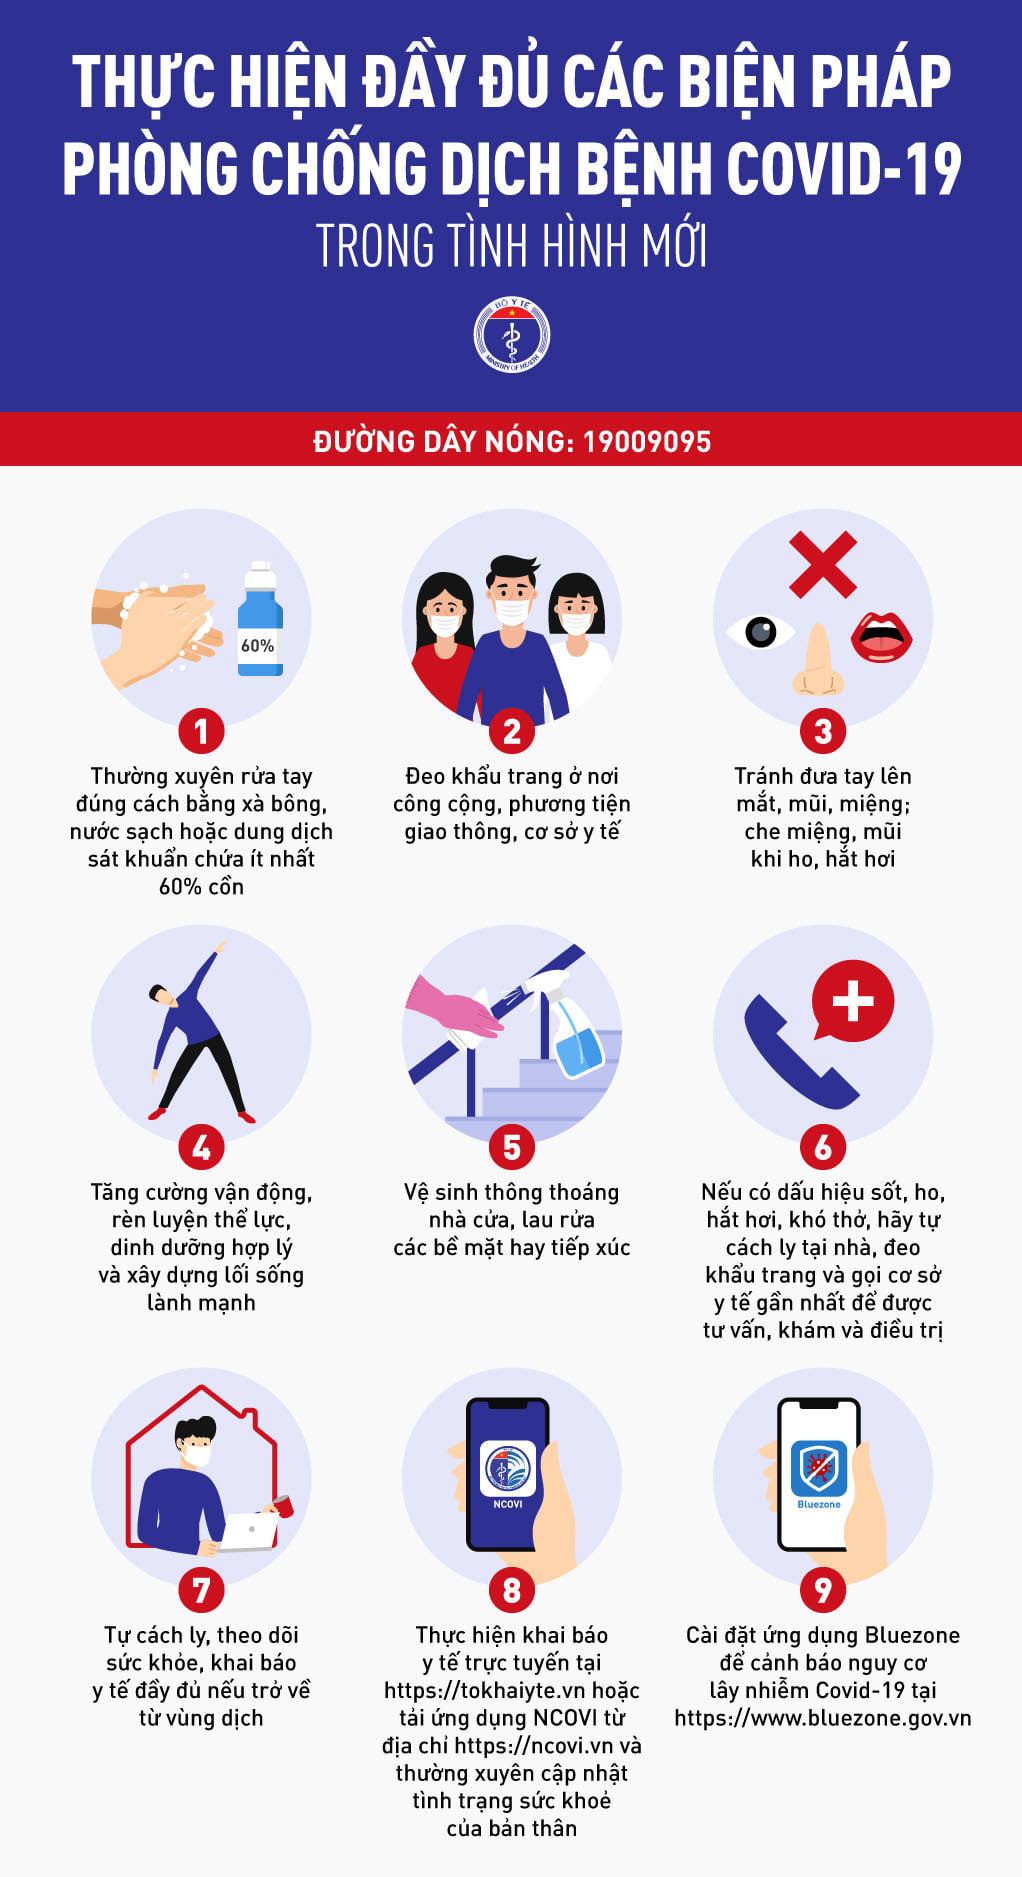 THỰC HIỆN ĐẦY ĐỦ CÁC BIỆN PHÁP
PHÒNG CHỐNG DỊCH BỆNH COVID-19
TRONG TÌNH HÌNH MỚI
BỘ Y TẾ
MINISTRY OF HEALTH
ĐƯỜNG DÂY NÓNG: 19009095
60%
1
Thường xuyên rửa tay
đúng cách bằng xà bông,
nước sạch hoặc dung dịch
sát khuẩn chứa ít nhất
60% cồn
2
Đeo khẩu trang ở nơi
công cộng, phương tiện
giao thông, cơ sở y tế
3
Tránh đưa tay lên
mắt, mũi, miệng;
che miệng, mũi
khi ho, hắt hơi
4
Tăng cường vận động,
rèn luyện thể lực,
dinh dưỡng hợp lý
và xây dựng lối sống
lành mạnh
5
Vệ sinh thông thoáng
nhà cửa, lau rửa
các bề mặt hay tiếp xúc
6
Nếu có dấu hiệu sốt, ho,
hắt hơi, khó thở, hãy tự
cách ly tại nhà, đeo
khẩu trang và gọi cơ sở
y tế gần nhất để được
tư vấn, khám và điều trị
7
Tự cách ly, theo dõi
sức khỏe, khai báo
y tế đầy đủ nếu trở về
từ vùng dịch
NCOVI
8
Thực hiện khai báo
y tế trực tuyến tại
https://tokhaiyte.vn hoặc
tải ứng dụng NCOVI từ
địa chỉ https://ncovi.vn và
thường xuyên cập nhật
tình trạng sức khoẻ
của bản thân
Bluezone
9
Cài đặt ứng dụng Bluezone
để cảnh báo nguy cơ
lây nhiễm Covid-19 tại
https://www.bluezone.gov.vn